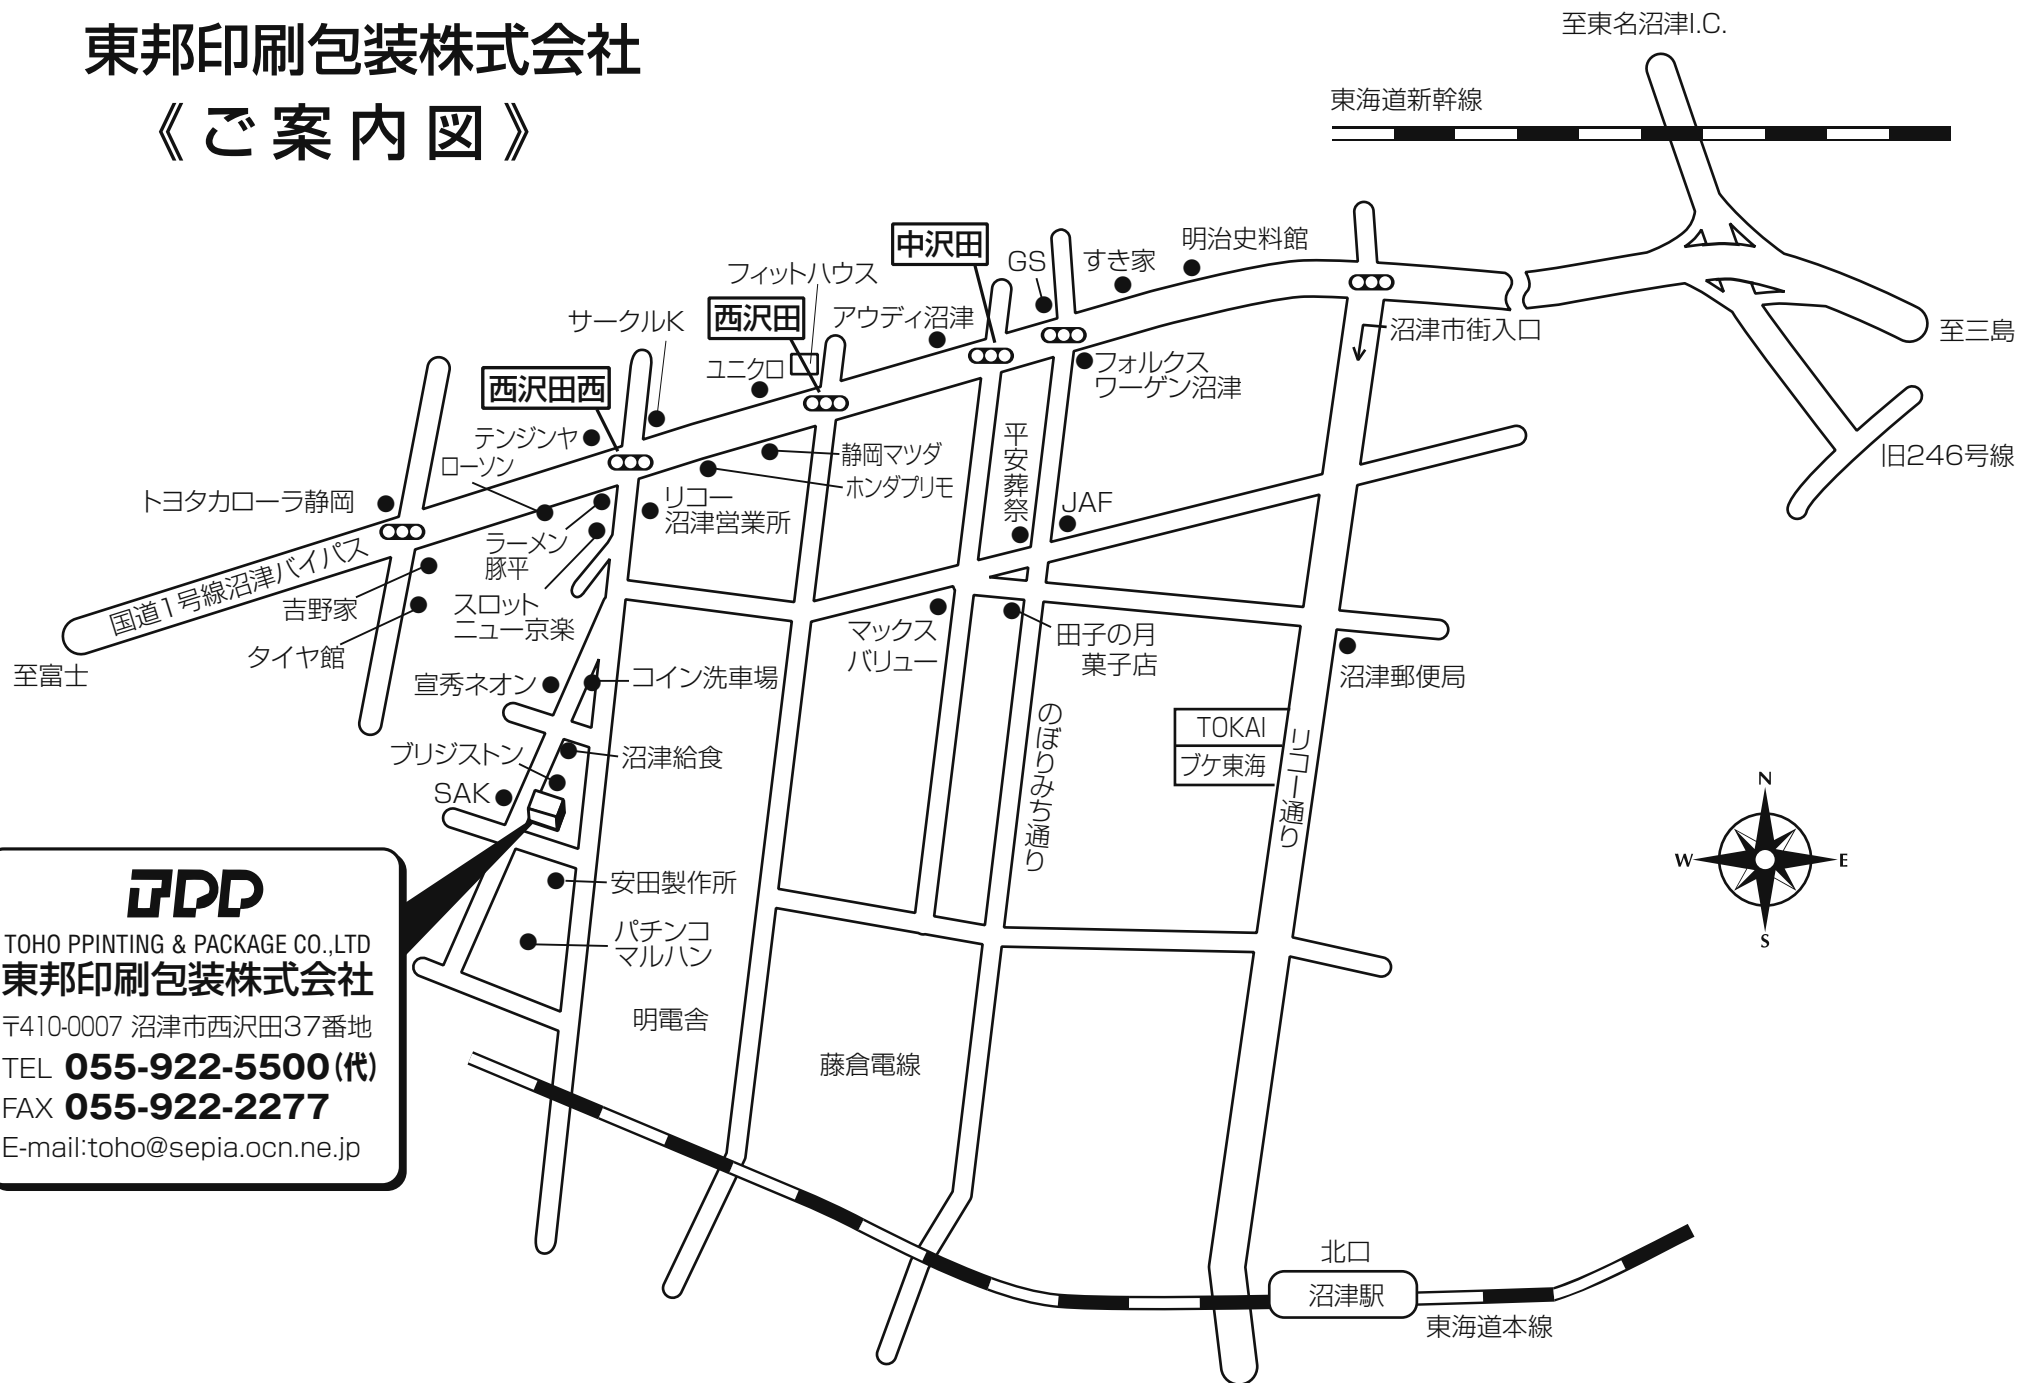 東邦印刷包装株式会社
《ご案内図》
至東名沼津I.C.
東海道新幹線
中沢田
GS
すき家
明治史料館
フィットハウス
西沢田
アウディ沼津
サークルK
ユニクロ
沼津市街入口
至三島
フォルクス
ワーゲン沼津
西沢田西
テンジンヤ
ローソン
静岡マツダ
ホンダプリモ
平安葬祭
JAF
旧246号線
トヨタカローラ静岡
リコー
沼津営業所
ラーメン
豚平
国道1号線沼津バイパス
吉野家
スロット
ニュー京楽
タイヤ館
至富士
マックス
バリュー
田子の月
菓子店
沼津郵便局
宣秀ネオン
コイン洗車場
のぼりみち通り
TOKAI
ブケ東海
リコー通り
ブリジストン
沼津給食
SAK
N
W
E
S
安田製作所
パチンコ
マルハン
明電舎
藤倉電線
TPP
TOHO PPINTING & PACKAGE CO.,LTD
東邦印刷包装株式会社
〒410-0007 沼津市西沢田37番地
TEL 055-922-5500(代)
FAX 055-922-2277
E-mail:toho@sepia.ocn.ne.jp
北口
沼津駅
東海道本線